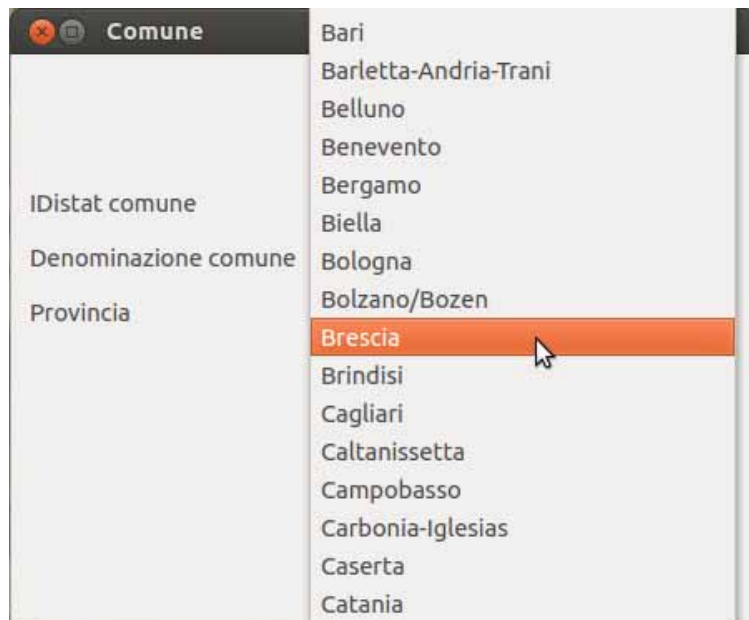 Comune
IDistat comune
Denominazione comune
Provincia
Bari
Barletta-Andria-Trani
Belluno
Benevento
Bergamo
Biella
Bologna
Bolzano/Bozen
Brescia
Brindisi
Cagliari
Caltanissetta
Campobasso
Carbonia-Iglesias
Caserta
Catania